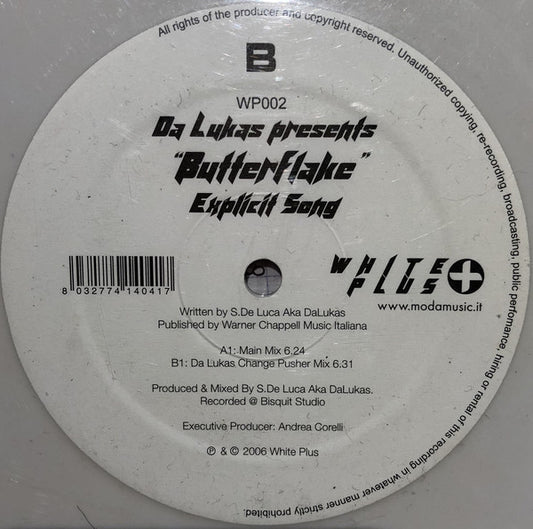 All rights of the producer and copyright reserved. Unauthorized copying, re-recording, broadcasting, public perfomance, hiring or rental of this recording in whatever manner strictly prohibited.
B
WP002
Da Lukas presents
"Butterflake"
Explicit Song
WHITE
PLUS
www.modamusic.it
8 032774 140417
Written by S.De Luca Aka DaLukas
Published by Warner Chappell Music Italiana
A1: Main Mix 6.24
B1: Da Lukas Change Pusher Mix 6.31
Produced & Mixed By S.De Luca Aka DaLukas.
Recorded @ Bisquit Studio
Executive Producer: Andrea Corelli
℗ & © 2006 White Plus